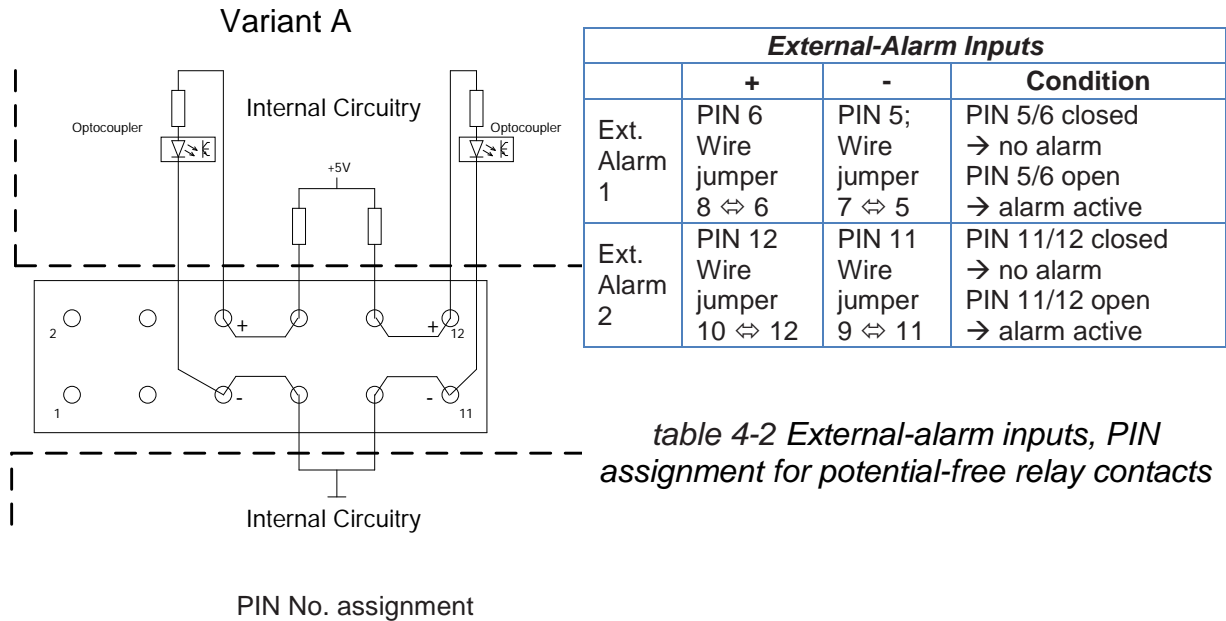 Variant A
Internal Circuitry
Optocoupler
Optocoupler
+5V
2
+
+
12
1
-
-
11
Internal Circuitry
PIN No. assignment
External-Alarm Inputs
+ - Condition
Ext. Alarm 1
PIN 6
Wire
jumper
8 ⇔ 6
PIN 5;
Wire
jumper
7 ⇔ 5
PIN 5/6 closed
→ no alarm
PIN 5/6 open
→ alarm active
Ext.
Alarm
2
PIN 12
Wire
jumper
10 ⇔ 12
PIN 11
Wire
jumper
9 ⇔ 11
PIN 11/12 closed
→ no alarm
PIN 11/12 open
→ alarm active
table 4-2 External-alarm inputs, PIN
assignment for potential-free relay contacts